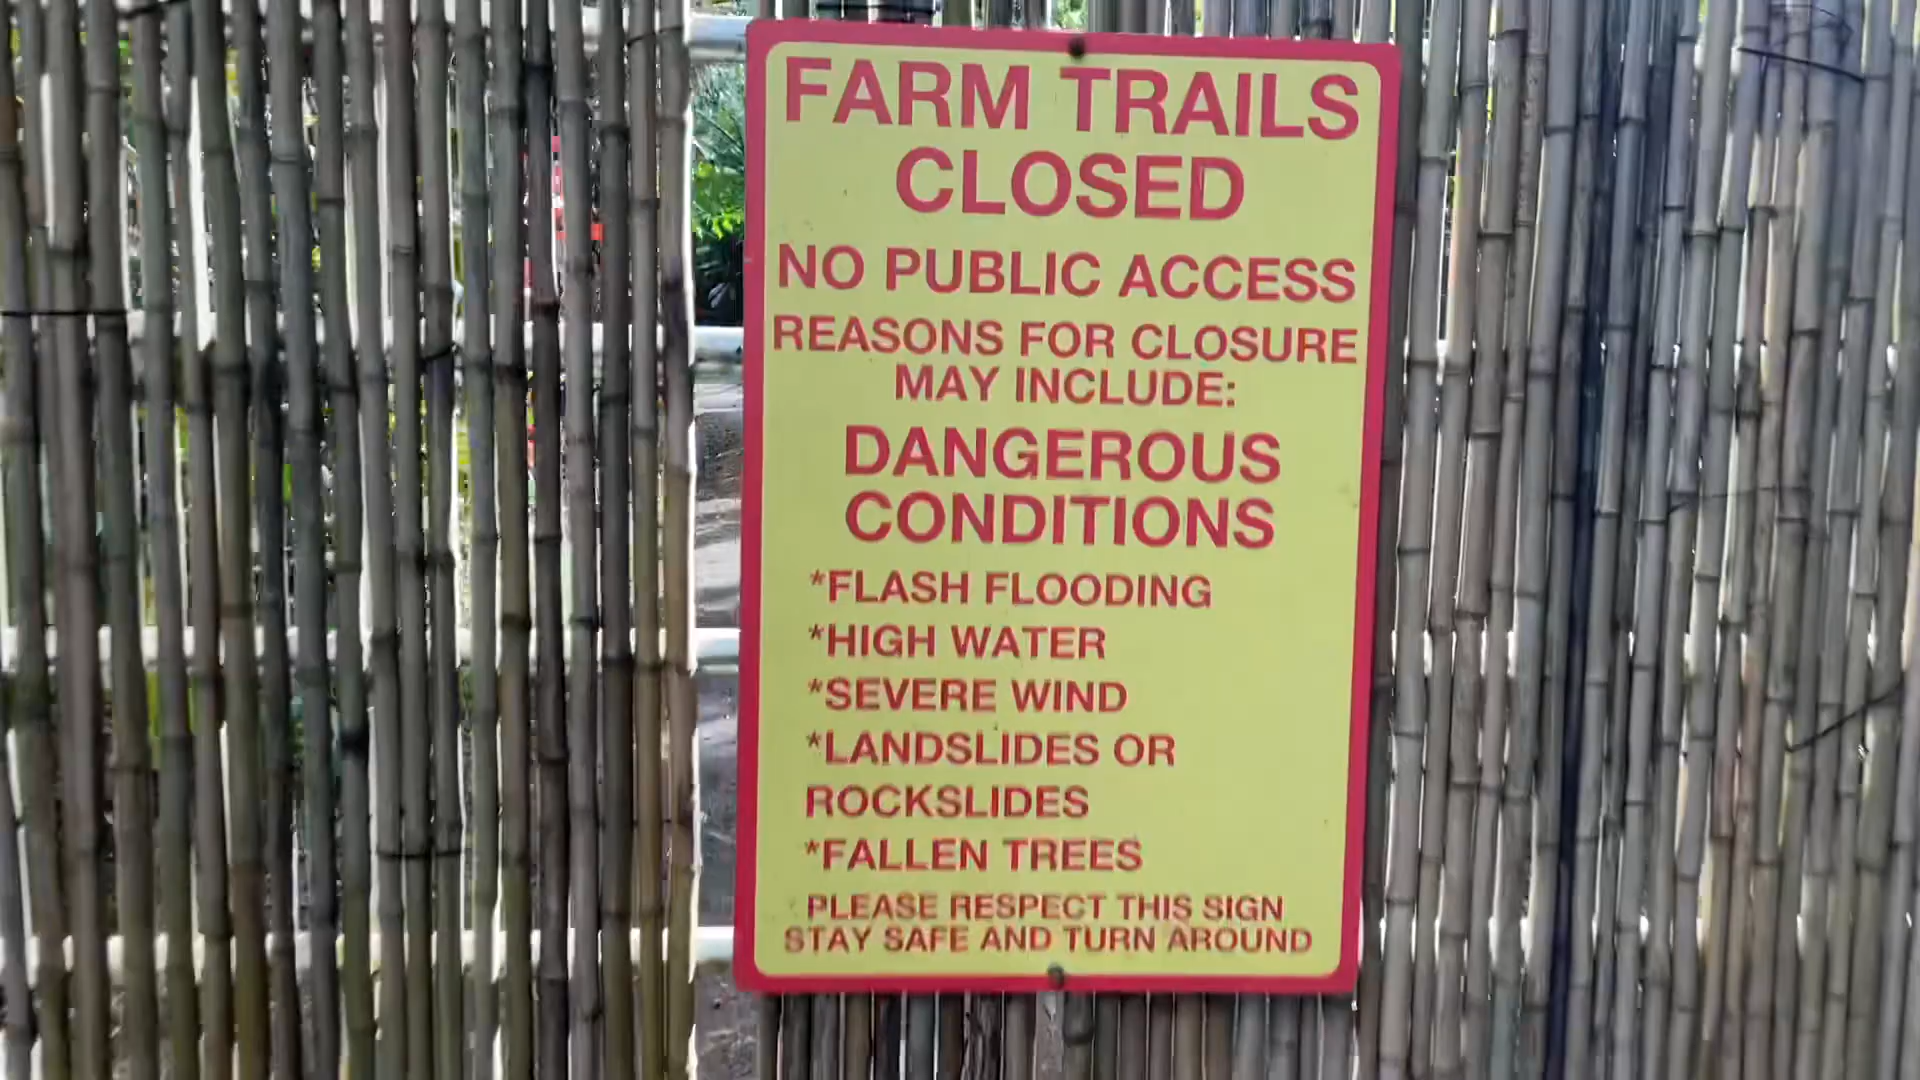 FARM TRAILS
CLOSED
NO PUBLIC ACCESS
REASONS FOR CLOSURE
MAY INCLUDE:
DANGEROUS
CONDITIONS
*FLASH FLOODING
*HIGH WATER
*SEVERE WIND
*LANDSLIDES OR
ROCKSLIDES
*FALLEN TREES
PLEASE RESPECT THIS SIGN
STAY SAFE AND TURN AROUND